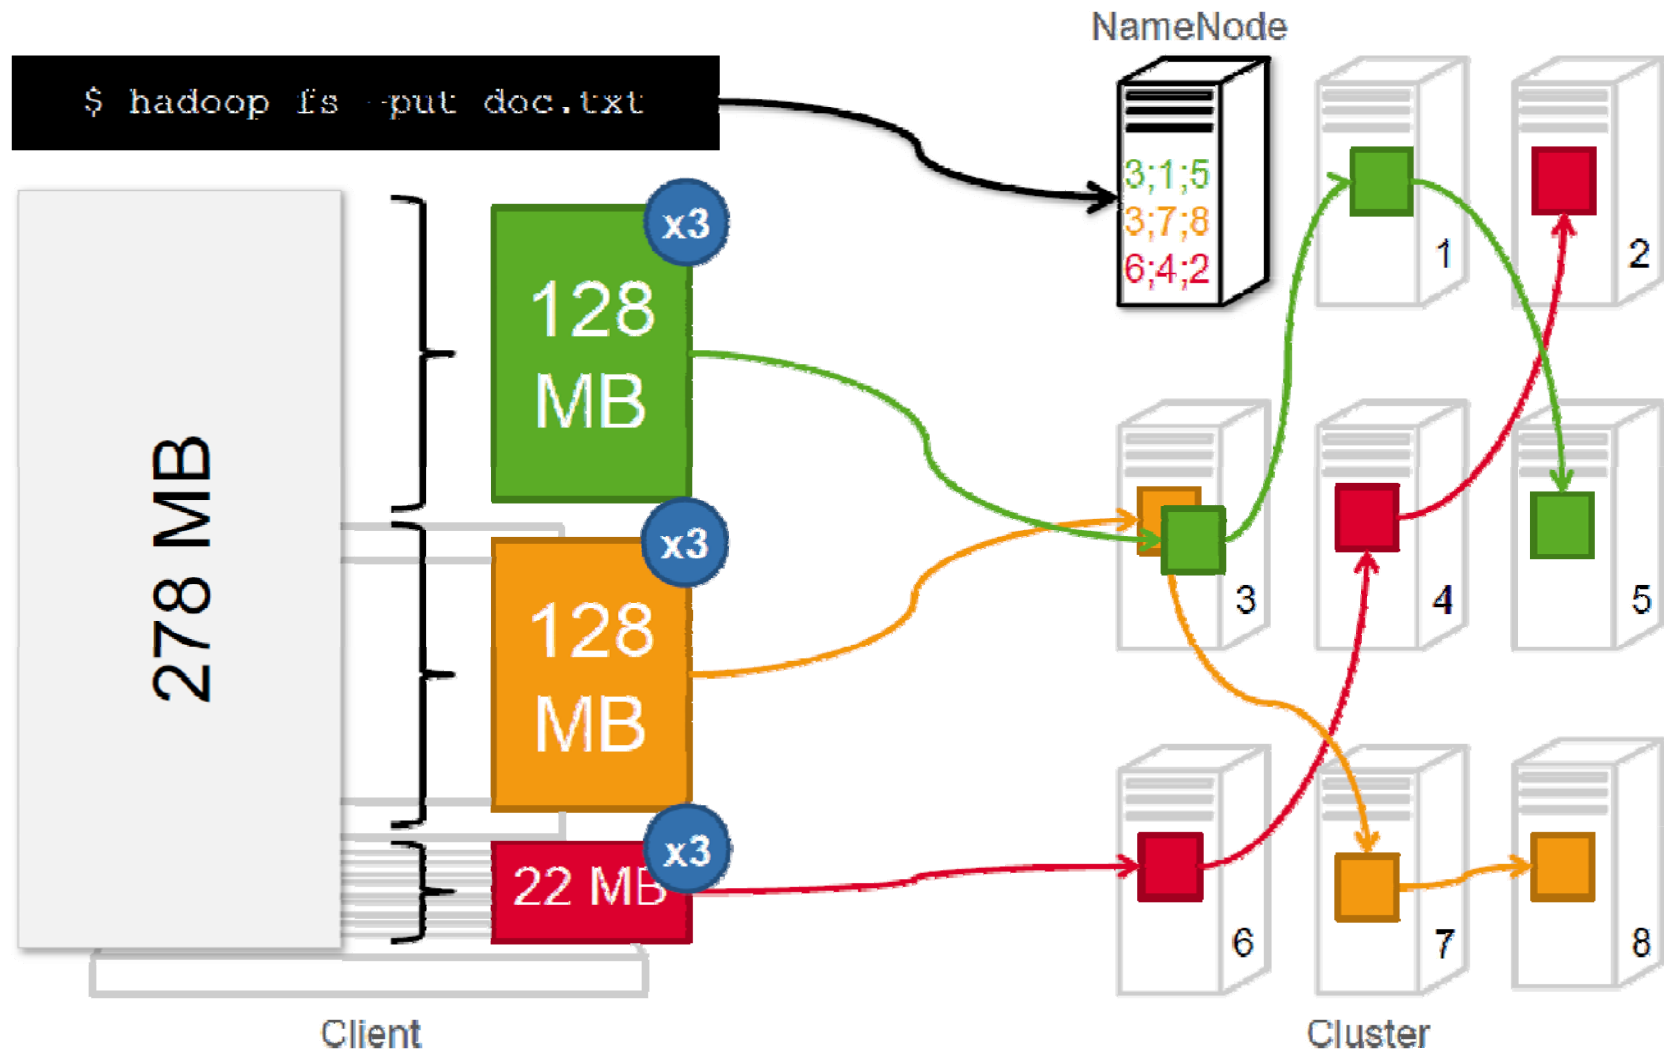 NameNode
$ hadoop fs -put doc.txt
3;1;5
3;7;8
6;4;2
1
2
278 MB
x3
128
MB
x3
128
MB
x3
22 MB
3
4
5
6
7
8
Client
Cluster